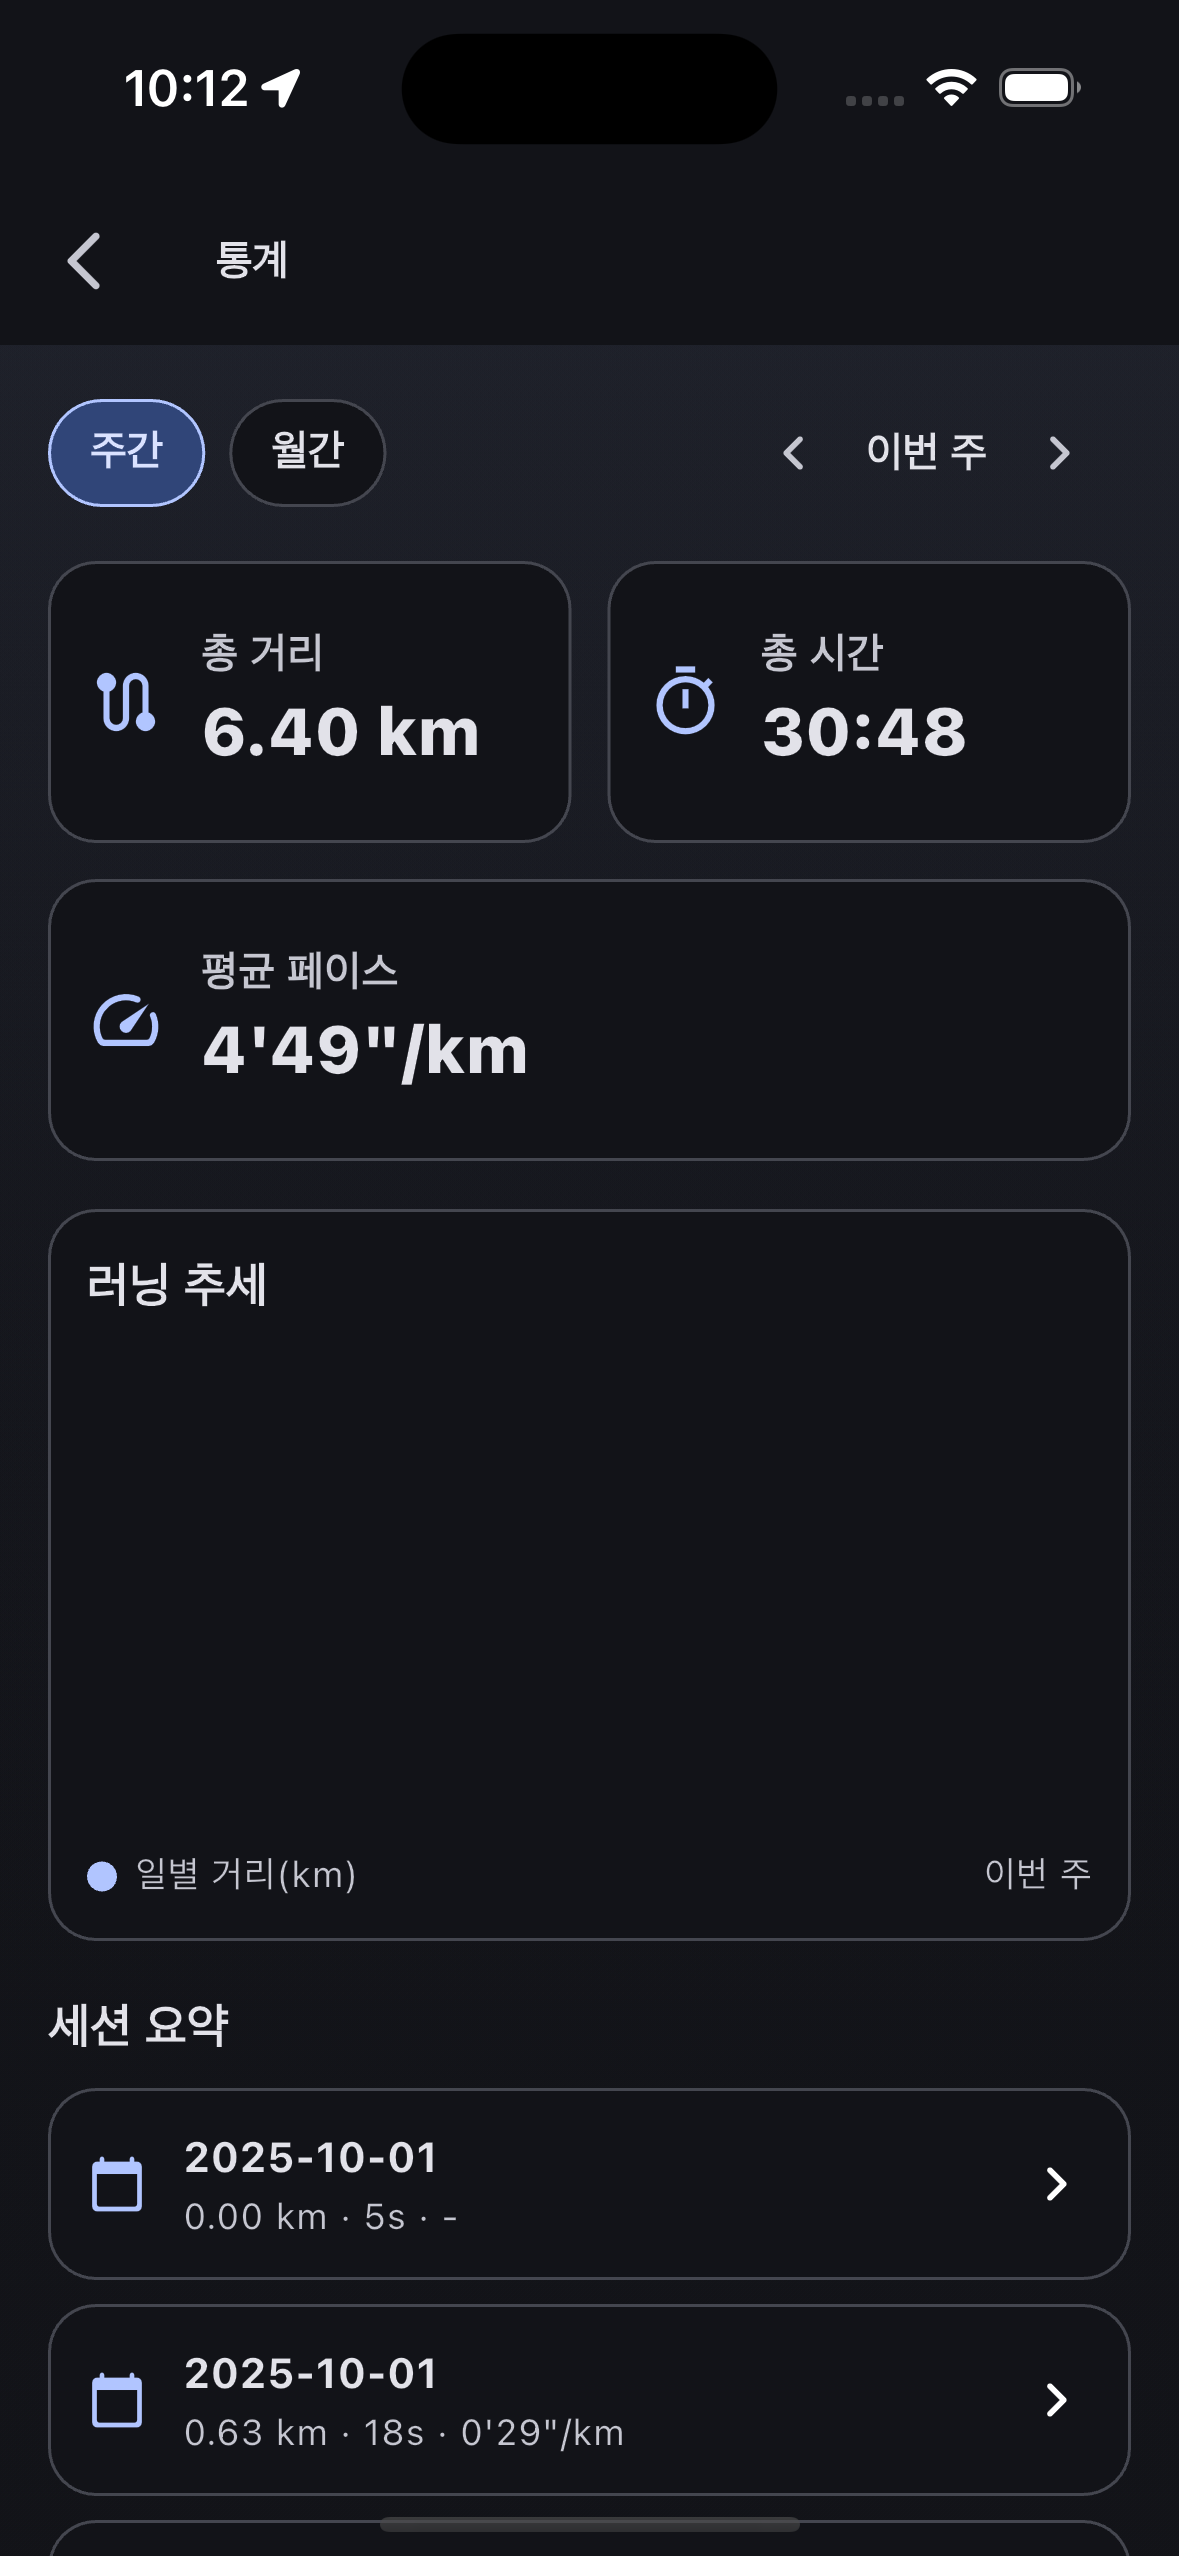 10:12
통계
주간 월간 이번 주
총 거리
6.40 km
총 시간
30:48
평균 페이스
4'49"/km
러닝 추세
일별 거리(km) 이번 주
세션 요약
2025-10-01
0.00 km · 5s · -
2025-10-01
0.63 km · 18s · 0'29"/km